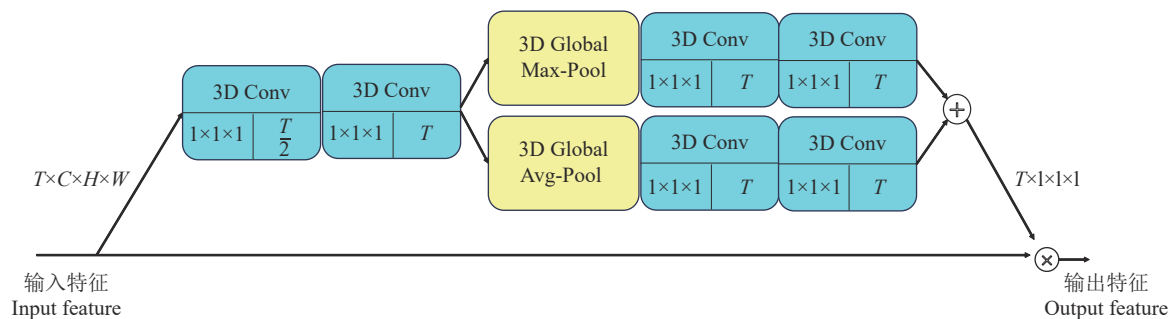 T×C×H×W
3D Conv
1×1×1
T
2
3D Conv
1×1×1
T
3D Global
Max-Pool
3D Conv
1×1×1
T
3D Conv
1×1×1
T
3D Global
Avg-Pool
3D Conv
1×1×1
T
3D Conv
1×1×1
T
+
T×1×1×1
×
输入特征
Input feature
输出特征
Output feature